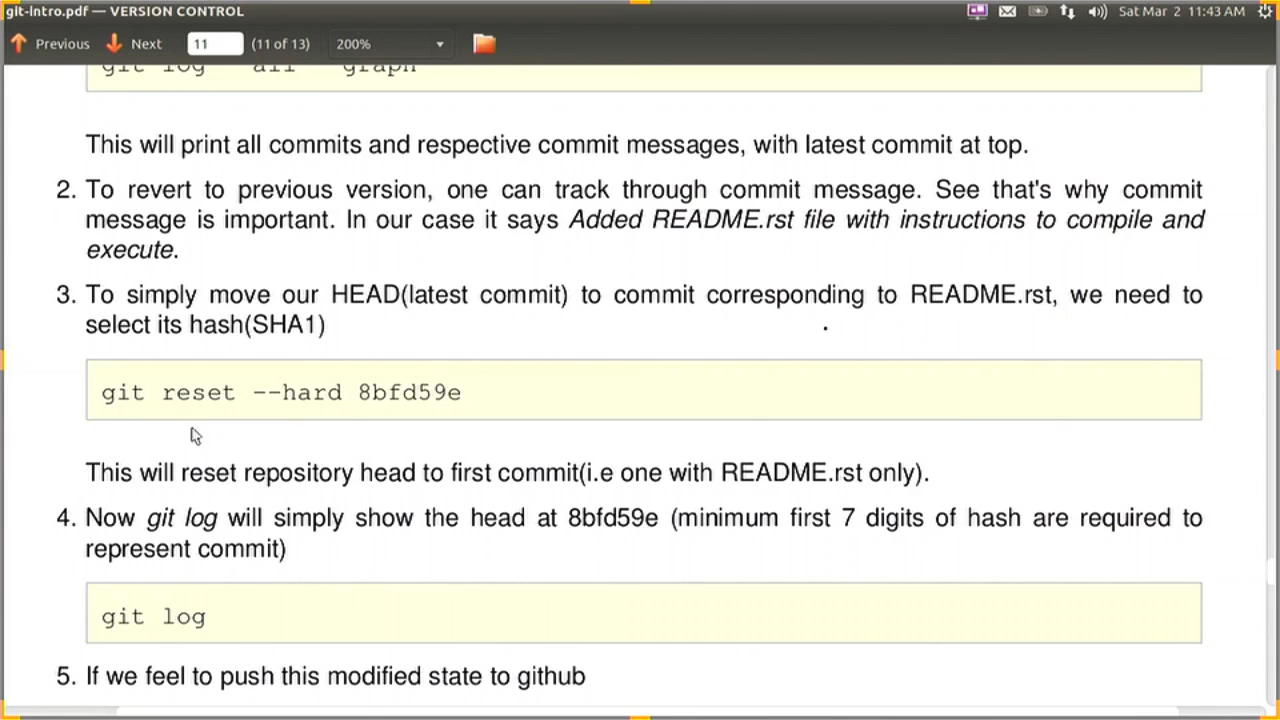 git-intro.pdf — VERSION CONTROL
Sat Mar 2 11:43 AM
Previous Next 11 (11 of 13) 200%
git log all graph
This will print all commits and respective commit messages, with latest commit at top.
2. To revert to previous version, one can track through commit message. See that's why commit
message is important. In our case it says Added README.rst file with instructions to compile and
execute.
3. To simply move our HEAD(latest commit) to commit corresponding to README.rst, we need to
select its hash(SHA1)
git reset --hard 8bfd59e
This will reset repository head to first commit(i.e one with README.rst only).
4. Now git log will simply show the head at 8bfd59e (minimum first 7 digits of hash are required to
represent commit)
git log
5. If we feel to push this modified state to github